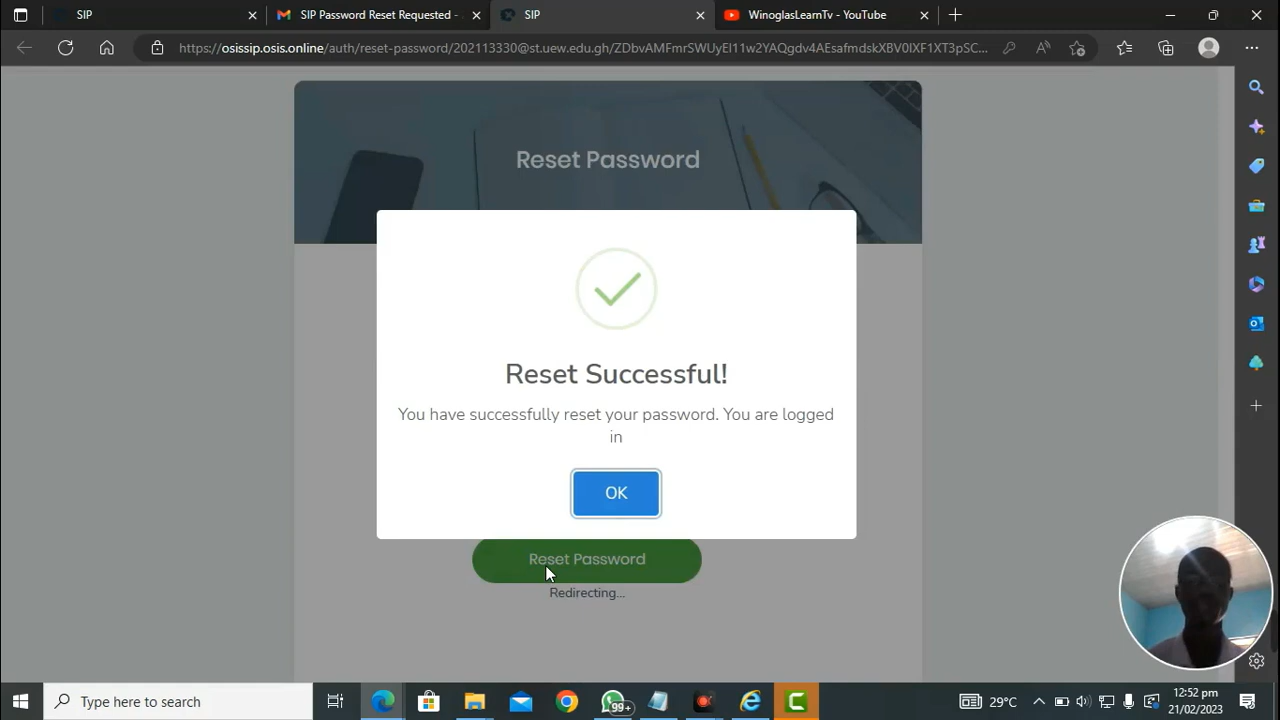 SIP
SIP Password Reset Requested -
SIP
WinoglasLearnTv - YouTube
https://osissip.osis.online/auth/reset-password/202113330@st.uew.edu.gh/ZDbvAMFmrSWUyEI11w2YAQgdv4AEsafmdskXBV0IXF1XT3pSC...
Reset Password
Reset Successful!
You have successfully reset your password. You are logged
in
OK
Reset Password
Redirecting...
Type here to search
99+
29°C
12:52 pm
21/02/2023